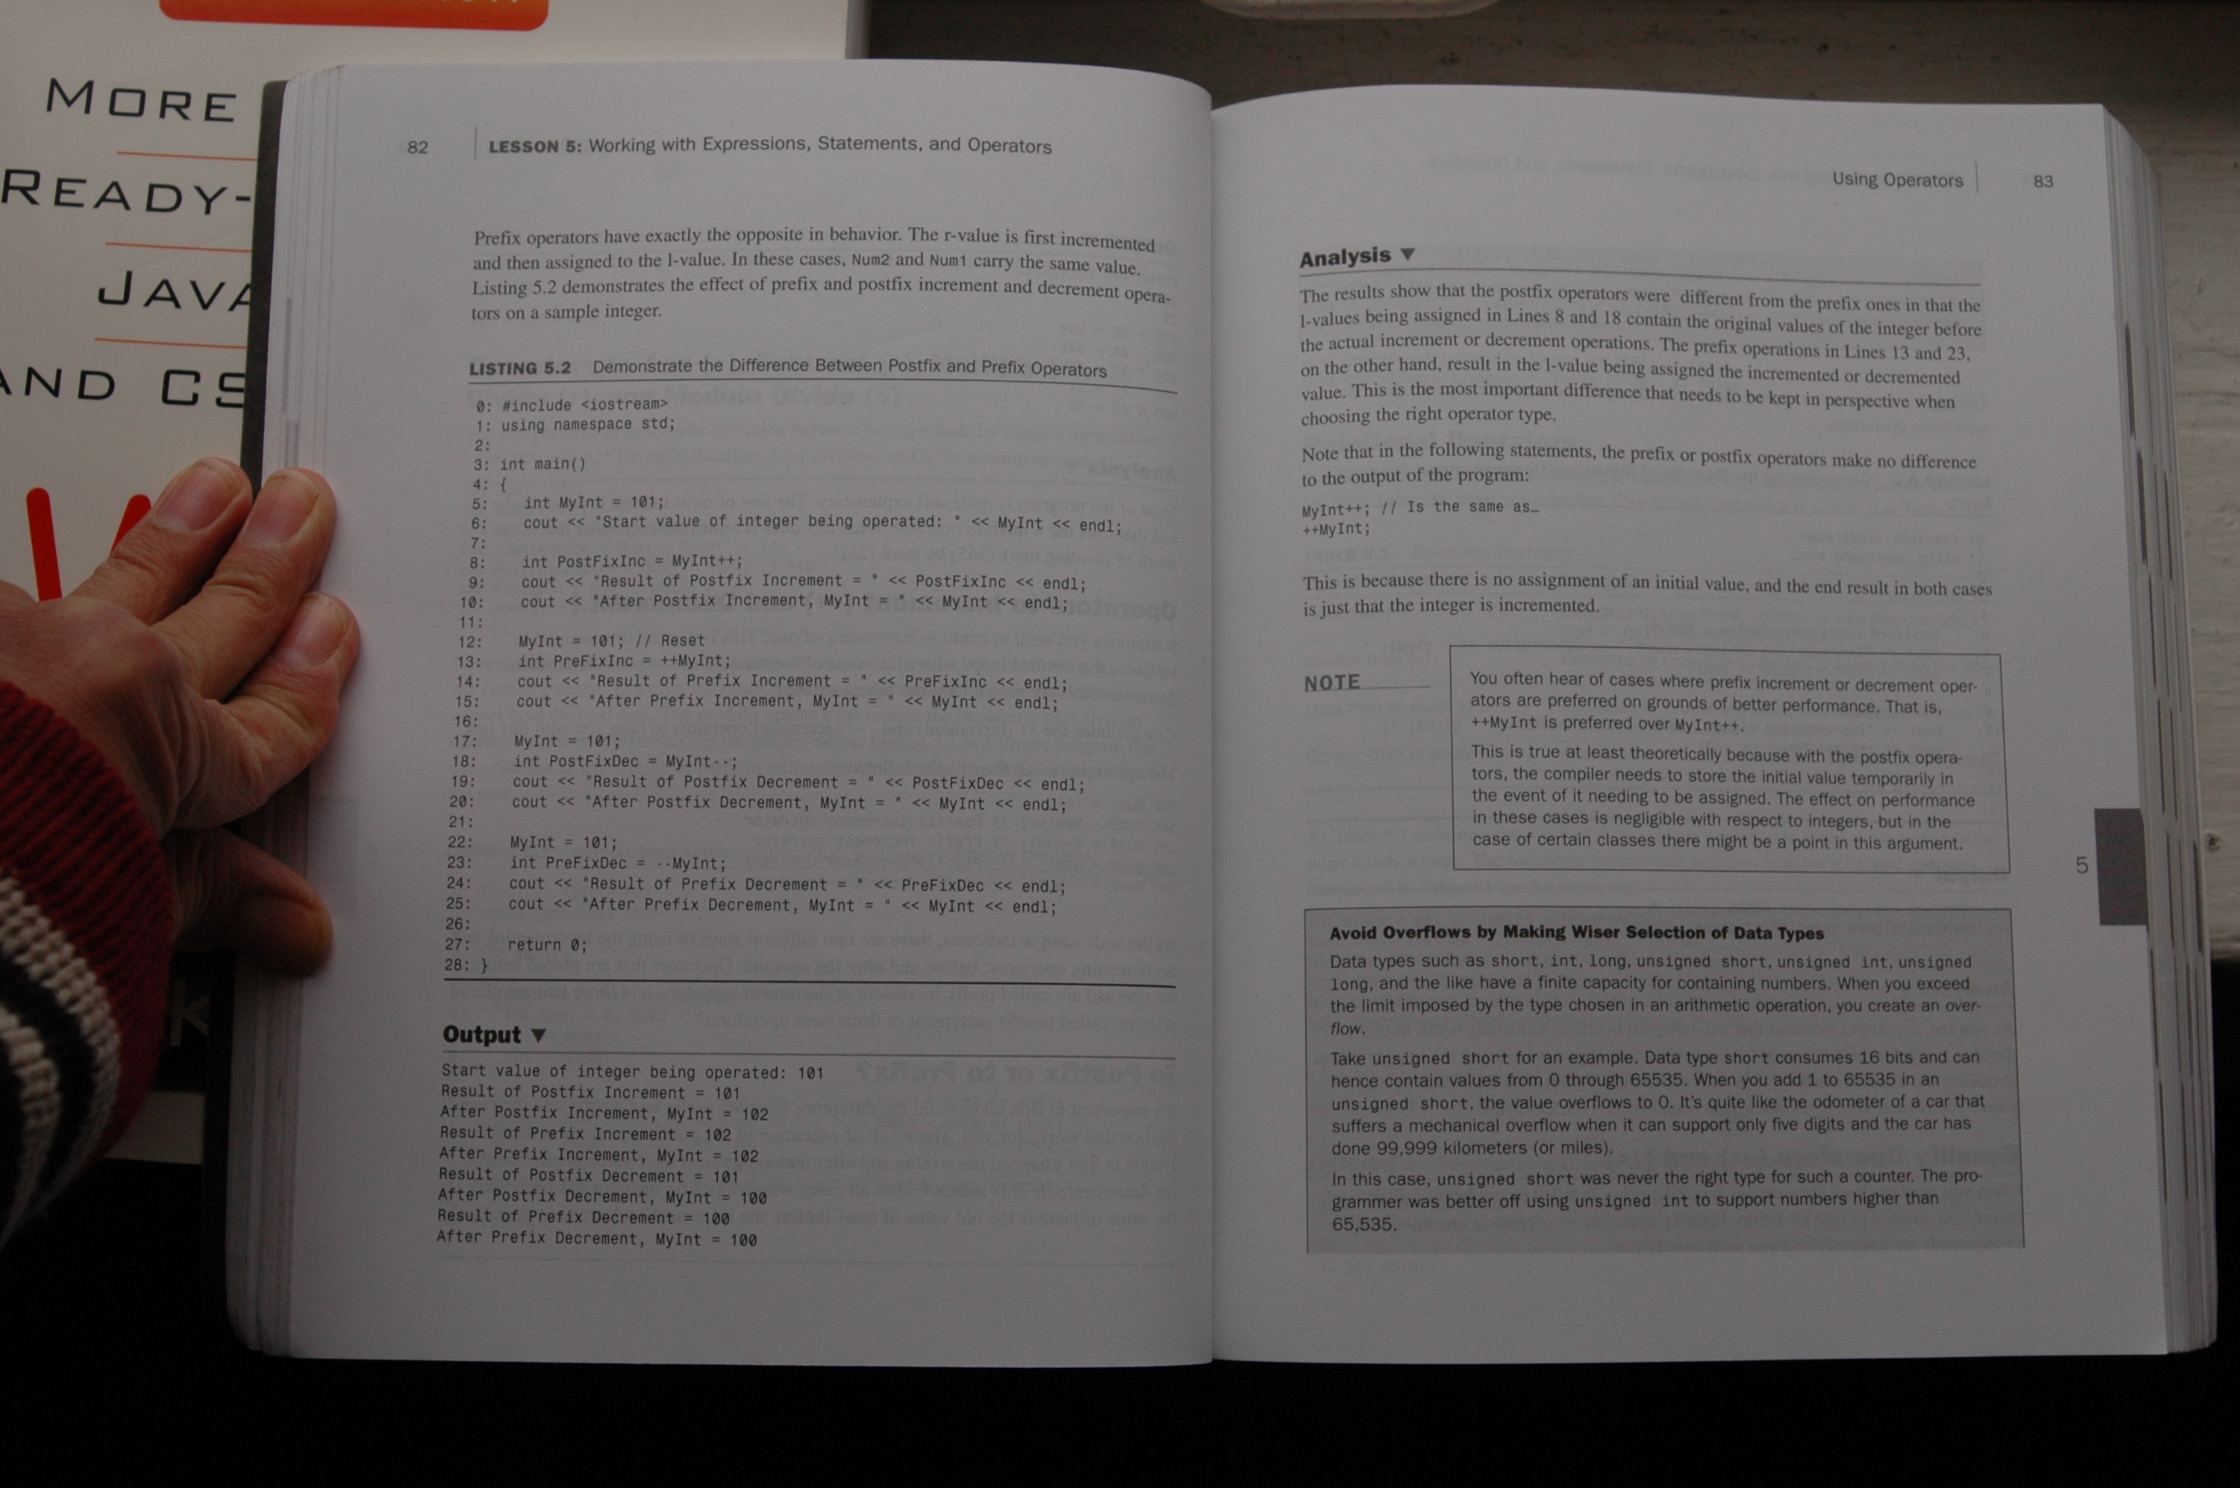 MORE
READY-
JAVA
AND CS
82 LESSON 5: Working with Expressions, Statements, and Operators
Prefix operators have exactly the opposite in behavior. The r-value is first incremented
and then assigned to the l-value. In these cases, Num2 and Num1 carry the same value.
Listing 5.2 demonstrates the effect of prefix and postfix increment and decrement opera-
tors on a sample integer.
LISTING 5.2 Demonstrate the Difference Between Postfix and Prefix Operators
0: #include <iostream>
1: using namespace std;
2:
3: int main()
4: {
5: int MyInt = 101;
6: cout << "Start value of integer being operated: " << MyInt << endl;
7:
8: int PostFixInc = MyInt++;
9: cout << "Result of Postfix Increment = " << PostFixInc << endl;
10: cout << "After Postfix Increment, MyInt = " << MyInt << endl;
11:
12: MyInt = 101; // Reset
13: int PreFixInc = ++MyInt;
14: cout << "Result of Prefix Increment = " << PreFixInc << endl;
15: cout << "After Prefix Increment, MyInt = " << MyInt << endl;
16:
17: MyInt = 101;
18: int PostFixDec = MyInt--;
19: cout << "Result of Postfix Decrement = " << PostFixDec << endl;
20: cout << "After Postfix Decrement, MyInt = " << MyInt << endl;
21:
22: MyInt = 101;
23: int PreFixDec = --MyInt;
24: cout << "Result of Prefix Decrement = " << PreFixDec << endl;
25: cout << "After Prefix Decrement, MyInt = " << MyInt << endl;
26:
27: return 0;
28: }
Output ▼
Start value of integer being operated: 101
Result of Postfix Increment = 101
After Postfix Increment, MyInt = 102
Result of Prefix Increment = 102
After Prefix Increment, MyInt = 102
Result of Postfix Decrement = 101
After Postfix Decrement, MyInt = 100
Result of Prefix Decrement = 100
After Prefix Decrement, MyInt = 100
Using Operators 83
Analysis ▼
The results show that the postfix operators were different from the prefix ones in that the
l-values being assigned in Lines 8 and 18 contain the original values of the integer before
the actual increment or decrement operations. The prefix operations in Lines 13 and 23,
on the other hand, result in the l-value being assigned the incremented or decremented
value. This is the most important difference that needs to be kept in perspective when
choosing the right operator type.
Note that in the following statements, the prefix or postfix operators make no difference
to the output of the program:
MyInt++; // Is the same as…
++MyInt;
This is because there is no assignment of an initial value, and the end result in both cases
is just that the integer is incremented.
NOTE
You often hear of cases where prefix increment or decrement oper-
ators are preferred on grounds of better performance. That is,
++MyInt is preferred over MyInt++.
This is true at least theoretically because with the postfix opera-
tors, the compiler needs to store the initial value temporarily in
the event of it needing to be assigned. The effect on performance
in these cases is negligible with respect to integers, but in the
case of certain classes there might be a point in this argument.
5
Avoid Overflows by Making Wiser Selection of Data Types
Data types such as short, int, long, unsigned short, unsigned int, unsigned
long, and the like have a finite capacity for containing numbers. When you exceed
the limit imposed by the type chosen in an arithmetic operation, you create an over-
flow.
Take unsigned short for an example. Data type short consumes 16 bits and can
hence contain values from 0 through 65535. When you add 1 to 65535 in an
unsigned short, the value overflows to 0. It's quite like the odometer of a car that
suffers a mechanical overflow when it can support only five digits and the car has
done 99,999 kilometers (or miles).
In this case, unsigned short was never the right type for such a counter. The pro-
grammer was better off using unsigned int to support numbers higher than
65,535.